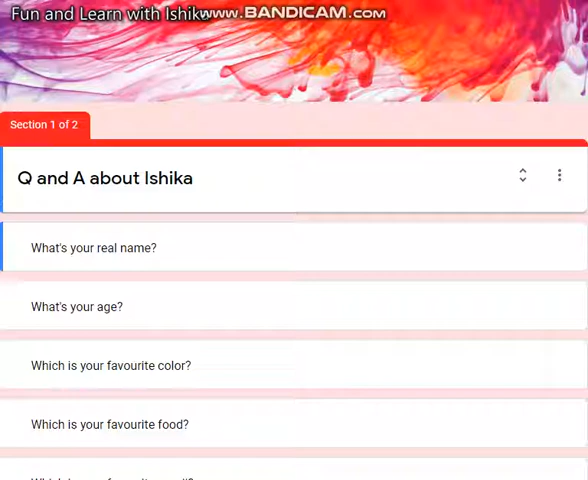 Fun and Learn with Ishika
www.BANDICAM.com
Section 1 of 2
Q and A about Ishika
What's your real name?
What's your age?
Which is your favourite color?
Which is your favourite food?